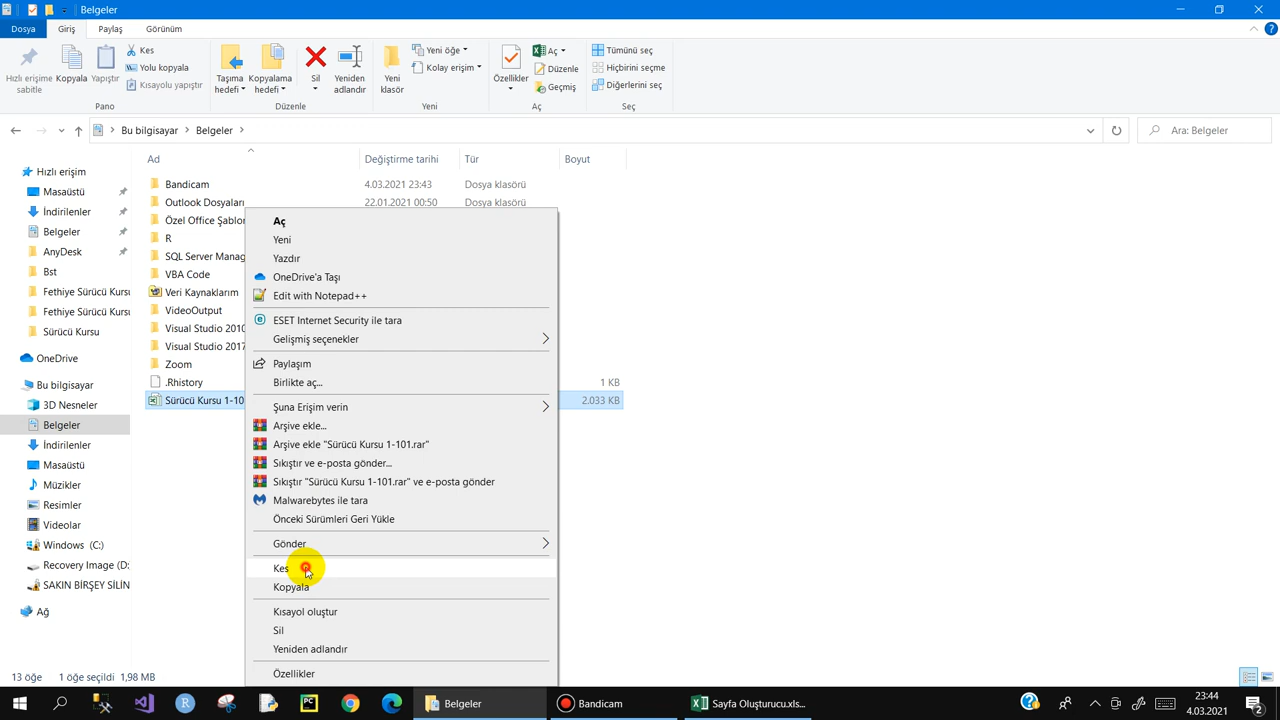 Belgeler
Dosya
Giriş
Paylaş
Görünüm
Hızlı erişime sabitle
Kopyala
Yapıştır
Kes
Yolu kopyala
Kısayolu yapıştır
Pano
Taşıma hedefi
Kopyalama hedefi
Sil
Yeniden adlandır
Düzenle
Yeni klasör
Yeni öğe
Kolay erişim
Yeni
Özellikler
Aç
Düzenle
Geçmiş
Aç
Tümünü seç
Hiçbirini seçme
Diğerlerini seç
Seç
Bu bilgisayar
Belgeler
Ara: Belgeler
Ad
Değiştirme tarihi
Tür
Boyut
Hızlı erişim
Masaüstü
İndirilenler
Belgeler
AnyDesk
Bst
Fethiye Sürücü Kursu
Fethiye Sürücü Kursu
Sürücü Kursu
OneDrive
Bu bilgisayar
3D Nesneler
Belgeler
İndirilenler
Masaüstü
Müzikler
Resimler
Videolar
Windows (C:)
Recovery Image (D:
SAKIN BİRŞEY SİLİN
Ağ
Bandicam 4.03.2021 23:43 Dosya klasörü
Outlook Dosyaları 22.01.2021 00:50 Dosya klasörü
Özel Office Şablon
R
SQL Server Manag
VBA Code
Veri Kaynaklarım
VideoOutput
Visual Studio 2010
Visual Studio 2017
Zoom
.Rhistory 1 KB
Sürücü Kursu 1-10 2.033 KB
Aç
Yeni
Yazdır
OneDrive'a Taşı
Edit with Notepad++
ESET Internet Security ile tara
Gelişmiş seçenekler
Paylaşım
Birlikte aç...
Şuna Erişim verin
Arşive ekle...
Arşive ekle "Sürücü Kursu 1-101.rar"
Sıkıştır ve e-posta gönder...
Sıkıştır "Sürücü Kursu 1-101.rar" ve e-posta gönder
Malwarebytes ile tara
Önceki Sürümleri Geri Yükle
Gönder
Kes
Kopyala
Kısayol oluştur
Sil
Yeniden adlandır
Özellikler
13 öğe 1 öğe seçildi 1,98 MB
Belgeler
Bandicam
Sayfa Oluşturucu.xls...
23:44
4.03.2021
2